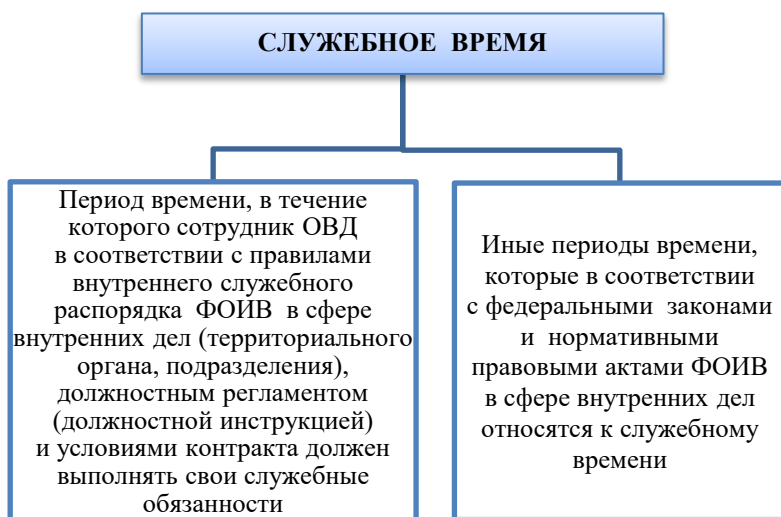 СЛУЖЕБНОЕ ВРЕМЯ
Период времени, в течение
которого сотрудник ОВД
в соответствии с правилами
внутреннего служебного
распорядка ФОИВ в сфере
внутренних дел (территориального
органа, подразделения),
должностным регламентом
(должностной инструкцией)
и условиями контракта должен
выполнять свои служебные
обязанности
Иные периоды времени,
которые в соответствии
с федеральными законами
и нормативными
правовыми актами ФОИВ
в сфере внутренних дел
относятся к служебному
времени